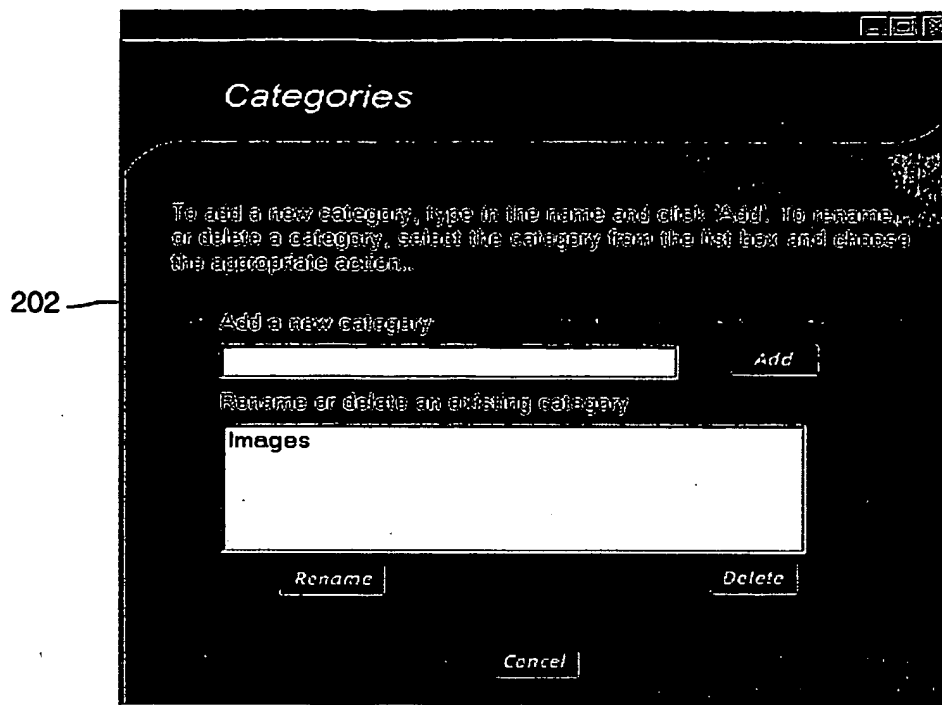 Categories
To add a new category, type in the name and click 'Add'. To rename,
or delete a category, select the category from the list box and choose
the appropriate action..
202
Add a new category
Add
Rename or delete an existing category
Images
Rename
Delete
Cancel